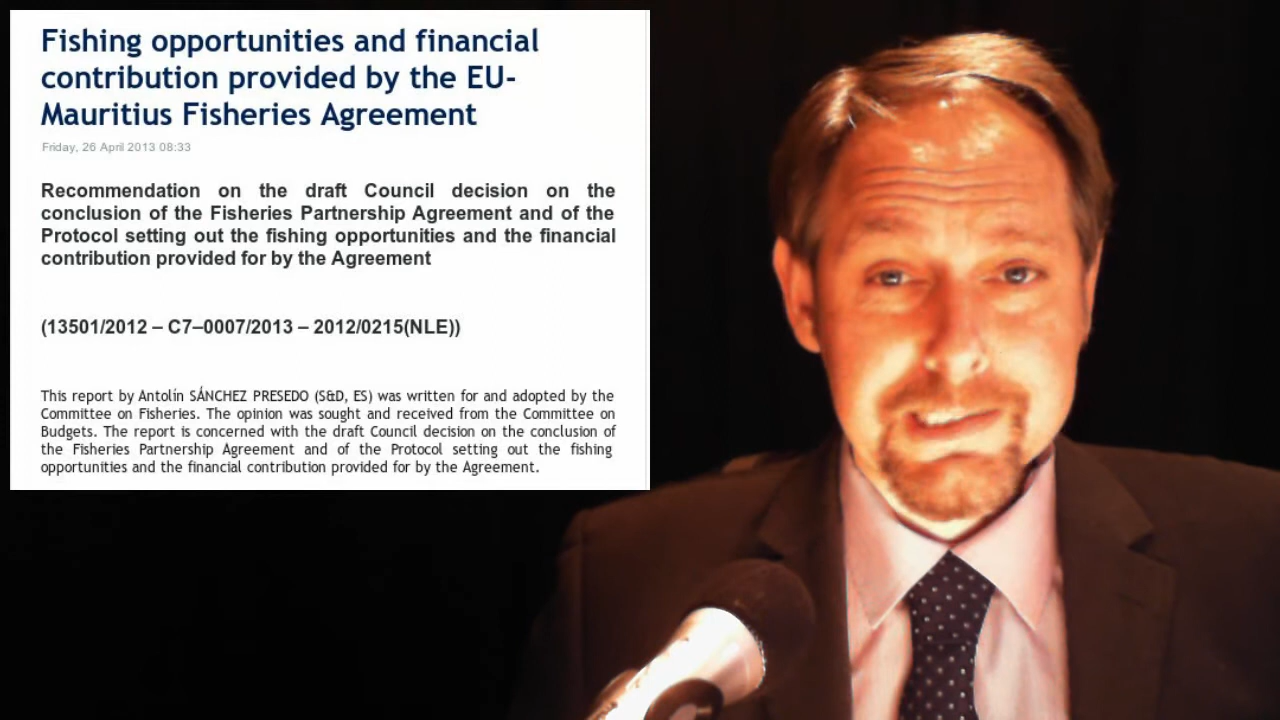 Fishing opportunities and financial
contribution provided by the EU-
Mauritius Fisheries Agreement
Friday, 26 April 2013 08:33
Recommendation on the draft Council decision on the
conclusion of the Fisheries Partnership Agreement and of the
Protocol setting out the fishing opportunities and the financial
contribution provided for by the Agreement
(13501/2012 – C7–0007/2013 – 2012/0215(NLE))
This report by Antolín SÁNCHEZ PRESEDO (S&D, ES) was written for and adopted by the
Committee on Fisheries. The opinion was sought and received from the Committee on
Budgets. The report is concerned with the draft Council decision on the conclusion of
the Fisheries Partnership Agreement and of the Protocol setting out the fishing
opportunities and the financial contribution provided for by the Agreement.